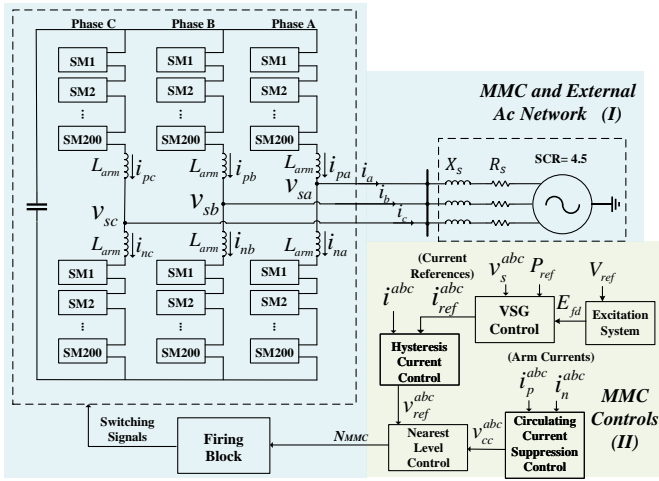 Phase C Phase B Phase A
SM1 SM1 SM1
SM2 SM2 SM2
... ... ...
SM200 SM200 SM200
L_arm i_pc L_arm i_pb L_arm i_pa
v_sc v_sb v_sa
i_a
i_b
i_c
L_arm i_nc L_arm i_nb L_arm i_na
SM1 SM1 SM1
SM2 SM2 SM2
... ... ...
SM200 SM200 SM200
MMC and External
Ac Network (I)
X_s R_s SCR= 4.5
(Current
References)
i^abc i_ref^abc v_s^abc P_ref V_ref
VSG
Control
E_fd
Excitation
System
Hysteresis
Current
Control
(Arm Currents)
i_p^abc i_n^abc
v_ref^abc
MMC
Controls
(II)
Switching
Signals
Firing
Block
N_MMC
Nearest
Level
Control
v_cc^abc
Circulating
Current
Suppression
Control